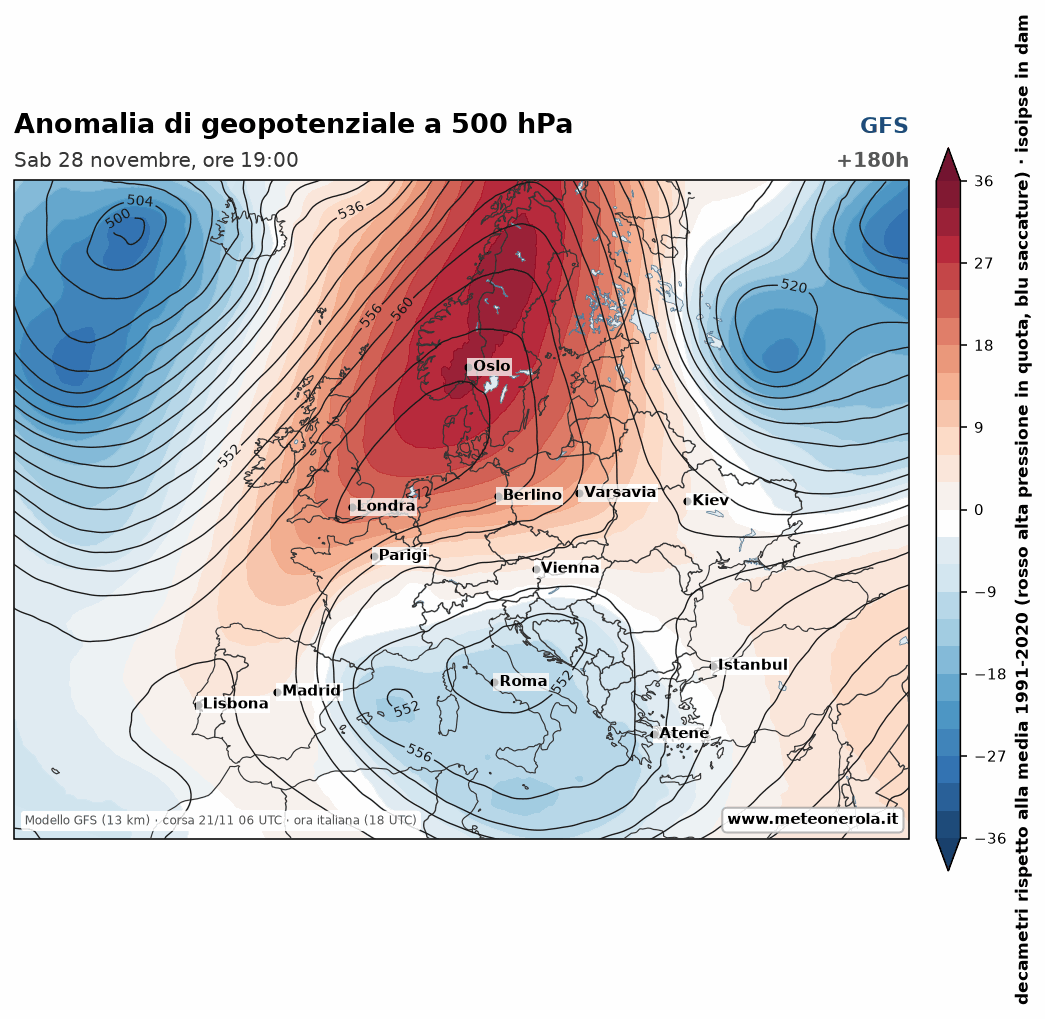 Anomalia di geopotenziale a 500 hPa
GFS
Sab 28 novembre, ore 19:00
+180h
504
500
536
556
560
520
552
Oslo
Londra
Berlino
Varsavia
Kiev
Parigi
Vienna
Istanbul
Roma
Madrid
Lisbona
552
552
556
Atene
Modello GFS (13 km) · corsa 21/11 06 UTC · ora italiana (18 UTC)
www.meteonerola.it
36
27
18
9
0
−9
−18
−27
−36
decametri rispetto alla media 1991-2020 (rosso alta pressione in quota, blu saccature) · isoipse in dam